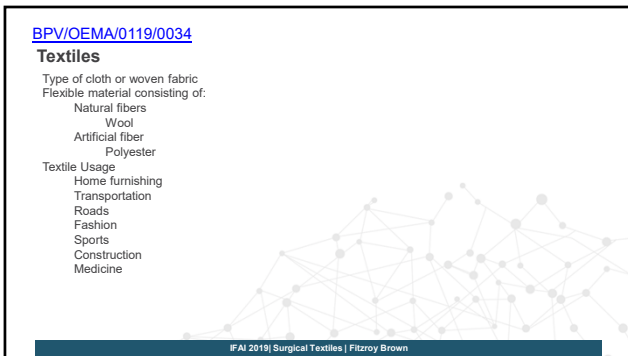 BPV/OEMA/0119/0034
Textiles
Type of cloth or woven fabric
Flexible material consisting of:
Natural fibers
Wool
Artificial fiber
Polyester
Textile Usage
Home furnishing
Transportation
Roads
Fashion
Sports
Construction
Medicine
IFAI 2019| Surgical Textiles | Fitzroy Brown